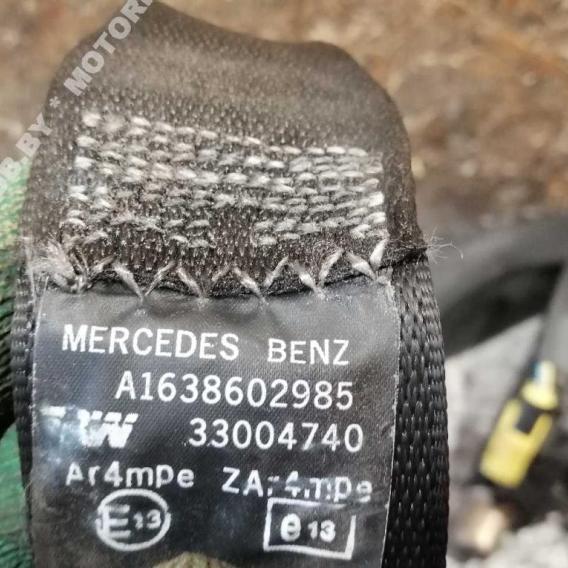 MERCEDES BENZ
A1638602985
TRW 33004740
Ar4mpe ZAr4mpe
E13 e13